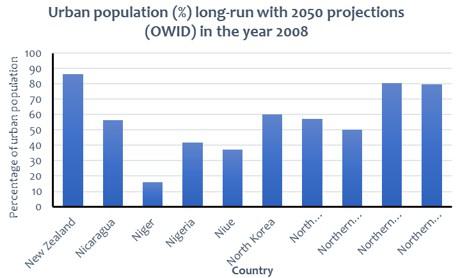 Urban population (%) long-run with 2050 projections
(OWID) in the year 2008
Percentage of urban population
100
90
80
70
60
50
40
30
20
10
0
New Zealand
Nicaragua
Niger
Nigeria
Niue
North Korea
North...
Northern...
Northern...
Northern...
Country